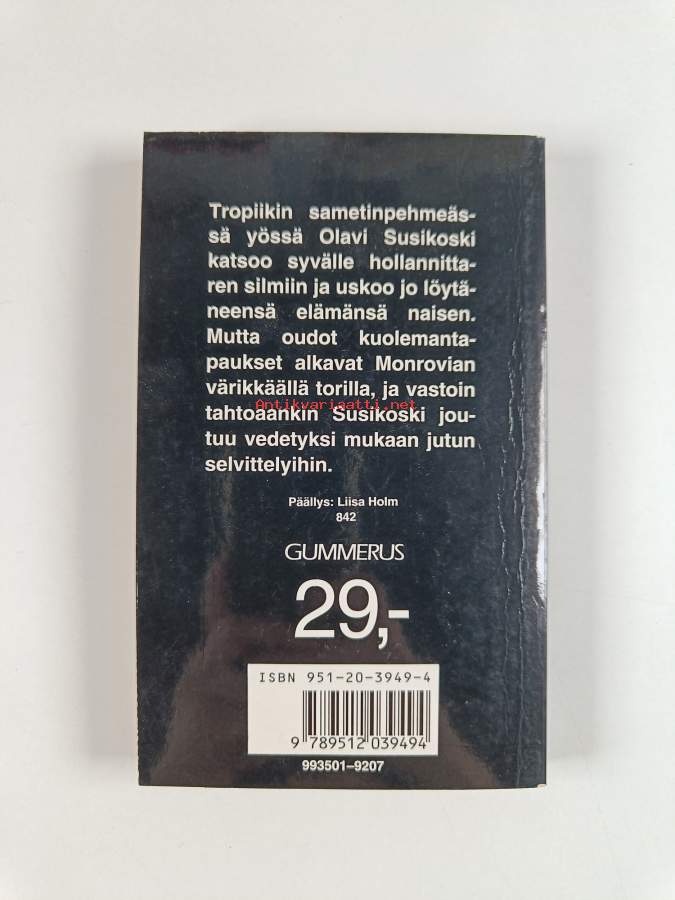 Tropiikin sametinpehmeäs-
sä yössä Olavi Susikoski
katsoo syvälle hollannitta-
ren silmiin ja uskoo jo löytä-
neensä elämänsä naisen.
Mutta oudot kuolemanta-
paukset alkavat Monrovian
värikkäällä torilla, ja vastoin
Antikvariaatti.net
tahtoaankin Susikoski jou-
tuu vedetyksi mukaan jutun
selvittelyihin.
Päällys: Liisa Holm
842
GUMMERUS
29,-
ISBN 951-20-3949-4
9 789512 039494
993501-9207